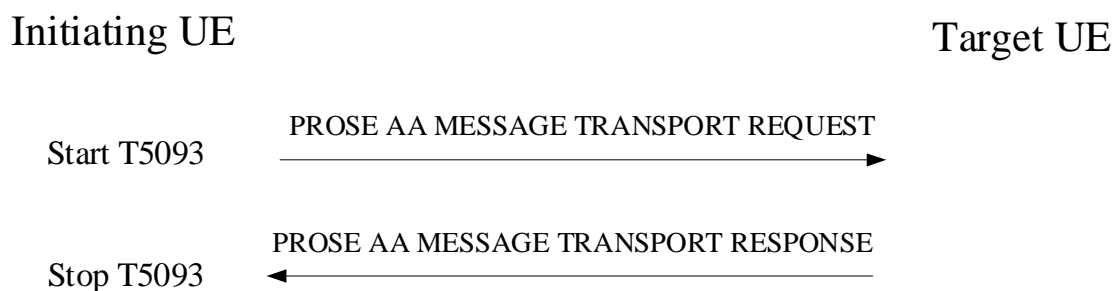 Initiating UE
Target UE
PROSE AA MESSAGE TRANSPORT REQUEST
Start T5093
PROSE AA MESSAGE TRANSPORT RESPONSE
Stop T5093